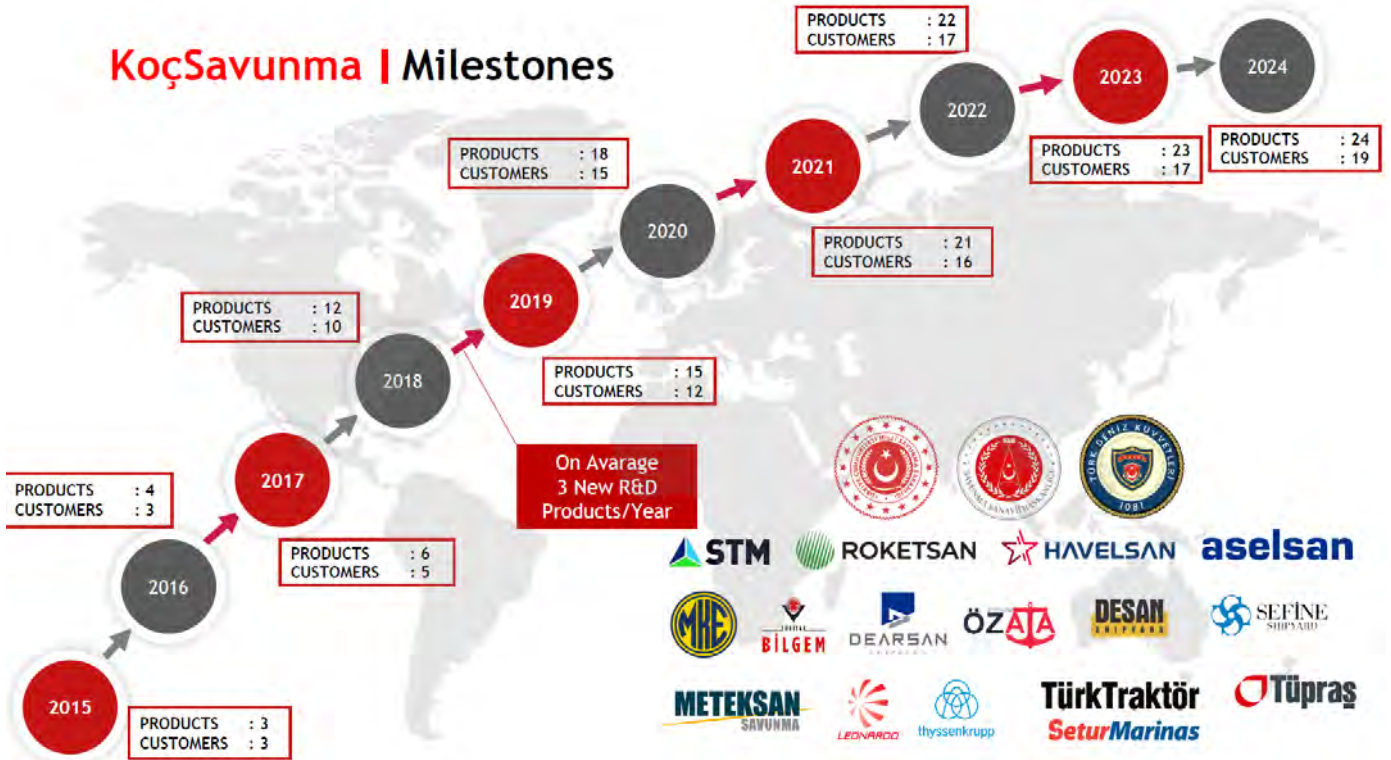 KoçSavunma | Milestones
PRODUCTS : 22
CUSTOMERS : 17
2023
2024
2022
PRODUCTS : 23
CUSTOMERS : 17
PRODUCTS : 24
CUSTOMERS : 19
PRODUCTS : 18
CUSTOMERS : 15
2021
2020
PRODUCTS : 21
CUSTOMERS : 16
PRODUCTS : 12
CUSTOMERS : 10
2019
2018
PRODUCTS : 15
CUSTOMERS : 12
On Avarage
3 New R&D
Products/Year
PRODUCTS : 4
CUSTOMERS : 3
2017
PRODUCTS : 6
CUSTOMERS : 5
2016
2015
PRODUCTS : 3
CUSTOMERS : 3
TÜRK DENİZ KUVVETLERİ
1081
STM
ROKETSAN
HAVELSAN
aselsan
MKE
BİLGEM
DEARSAN
ÖZATA
DESAN
SHIPYARD
SEFİNE
SHIPYARD
METEKSAN
SAVUNMA
LEONARDO
thyssenkrupp
TürkTraktör
SeturMarinas
Tüpraş